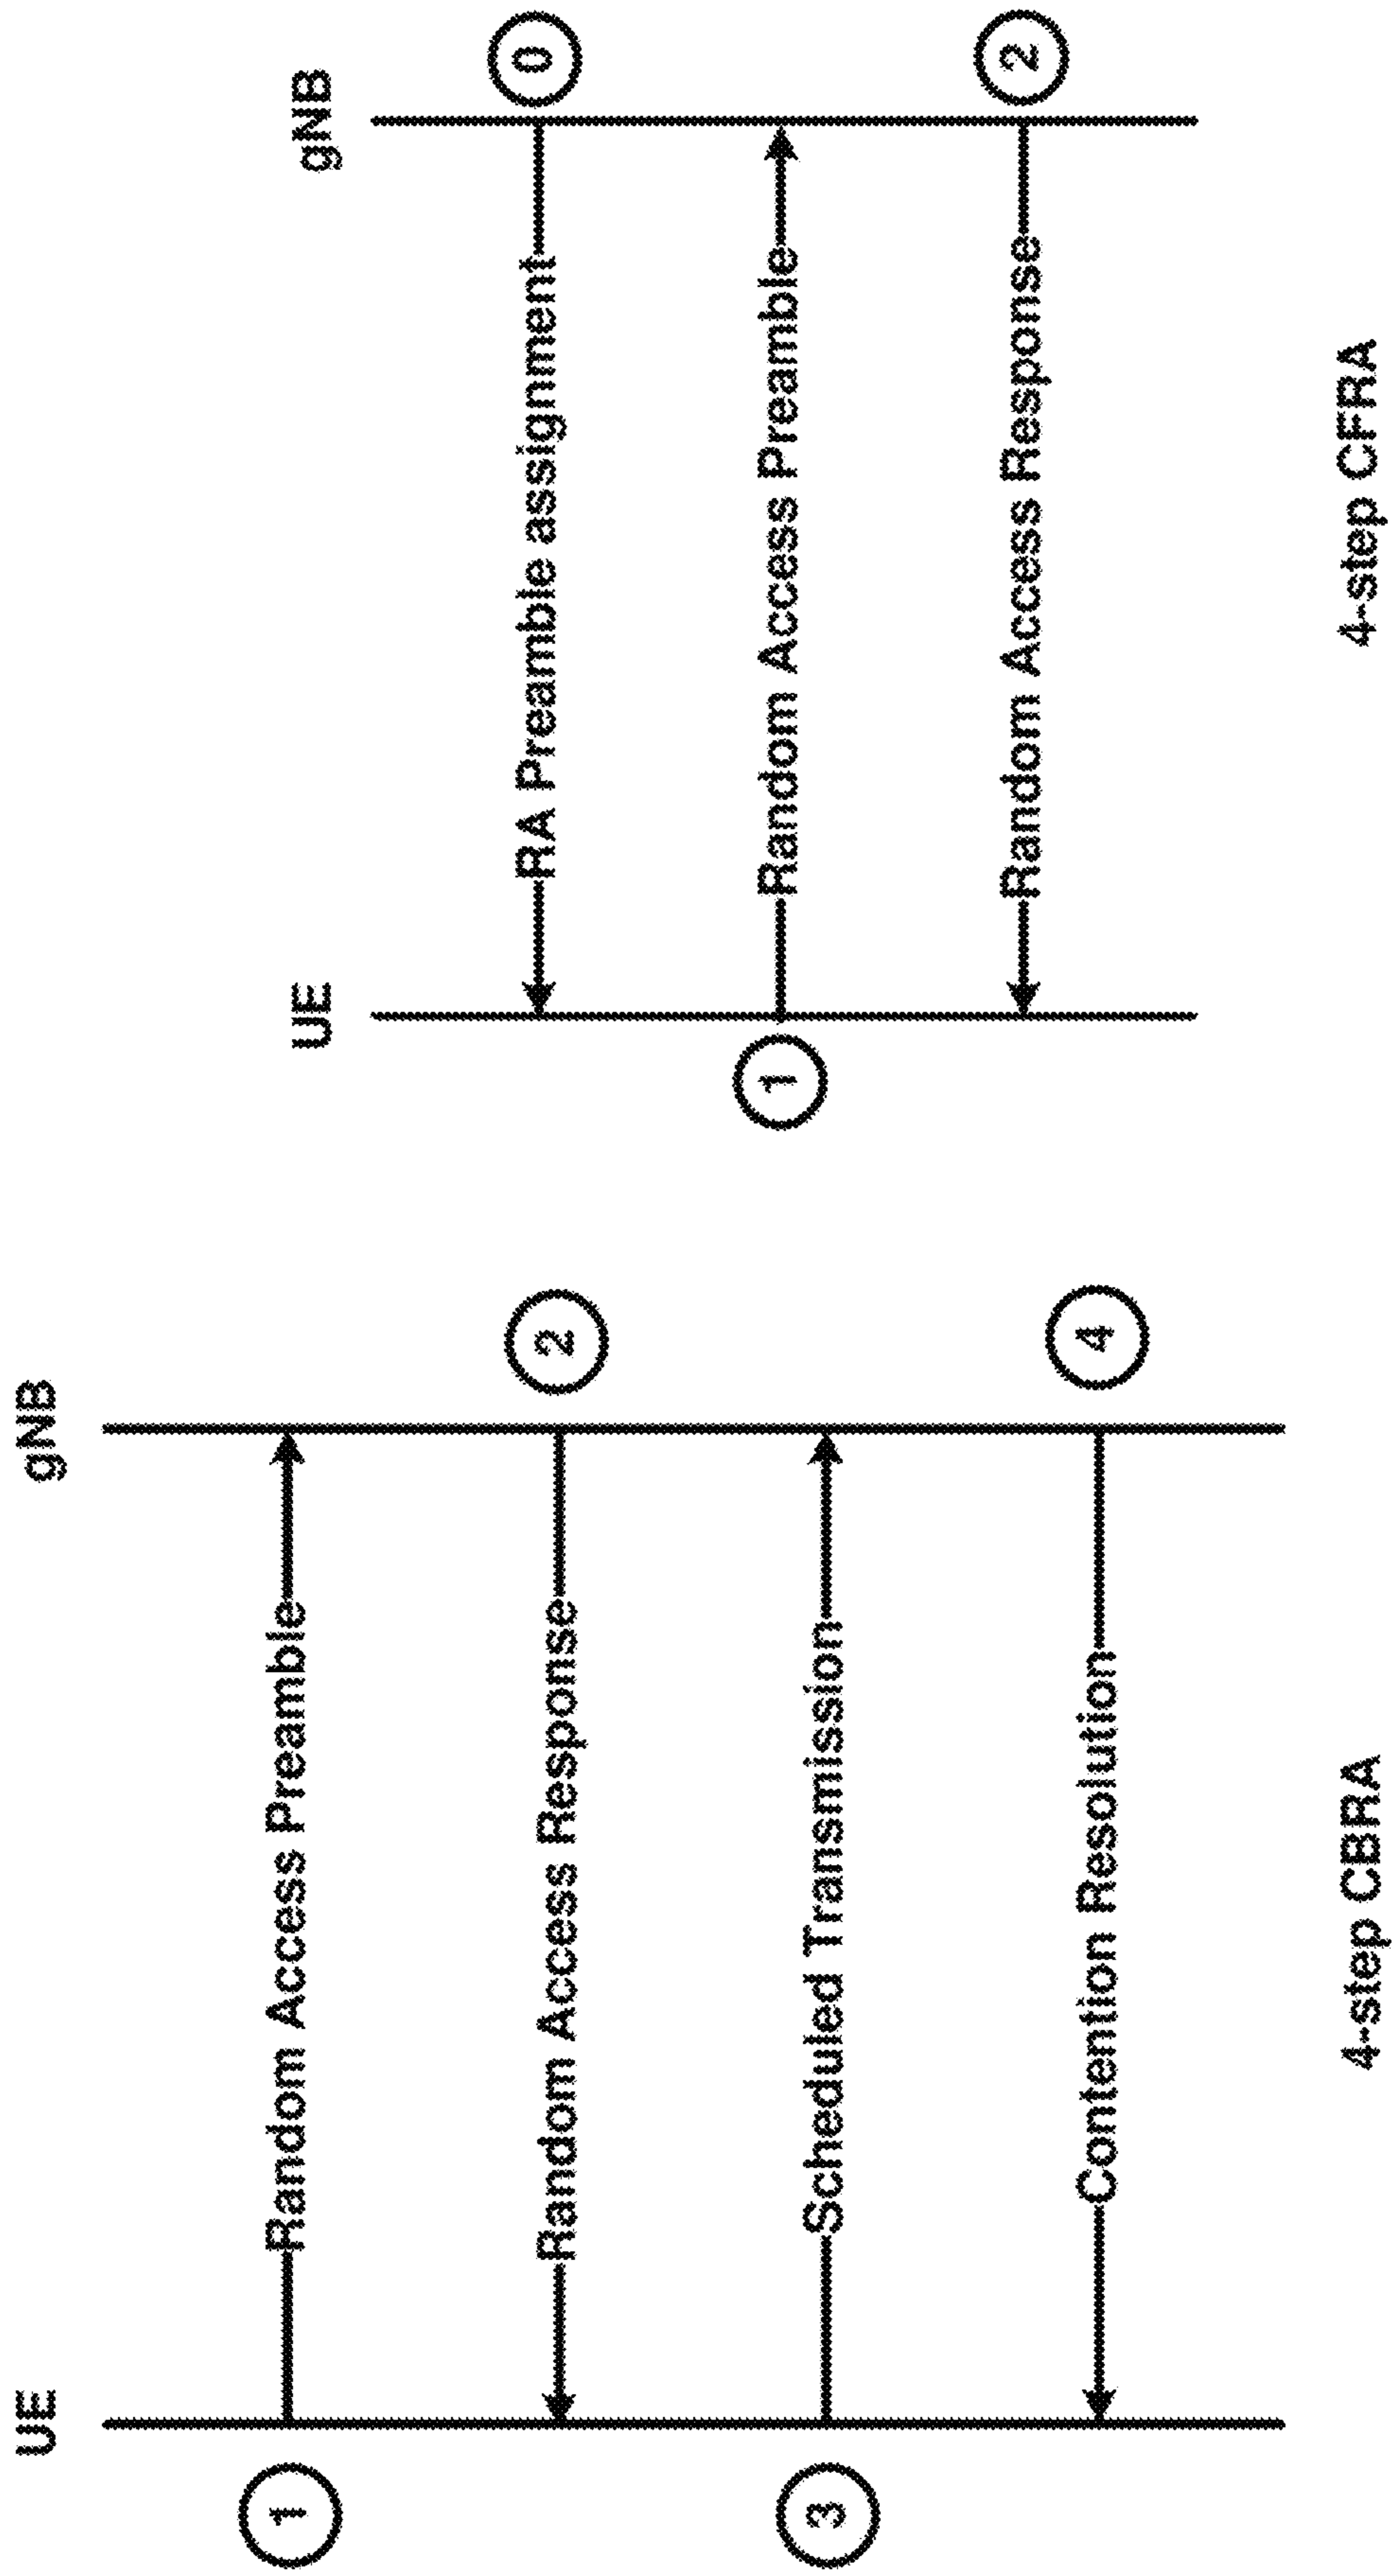 UE gNB
1 Random Access Preamble
Random Access Response 2
3 Scheduled Transmission
Contention Resolution 4
4-step CBRA
UE gNB
RA Preamble assignment 0
1 Random Access Preamble
Random Access Response 2
4-step CFRA